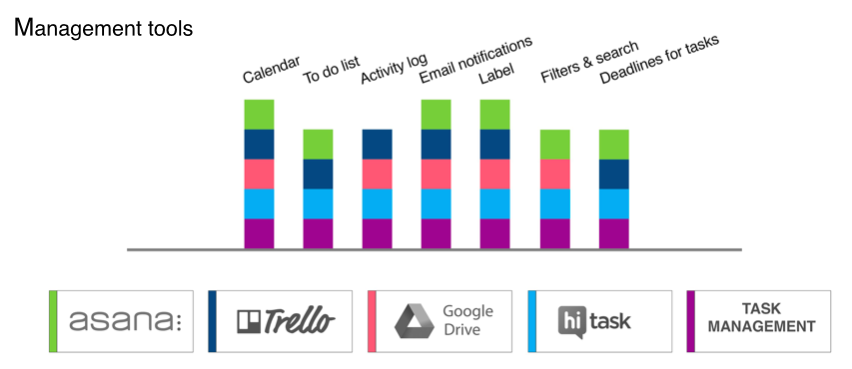 Management tools
Calendar
To do list
Activity log
Email notifications
Label
Filters & search
Deadlines for tasks
asana:
Trello
Google
Drive
hi task
TASK
MANAGEMENT